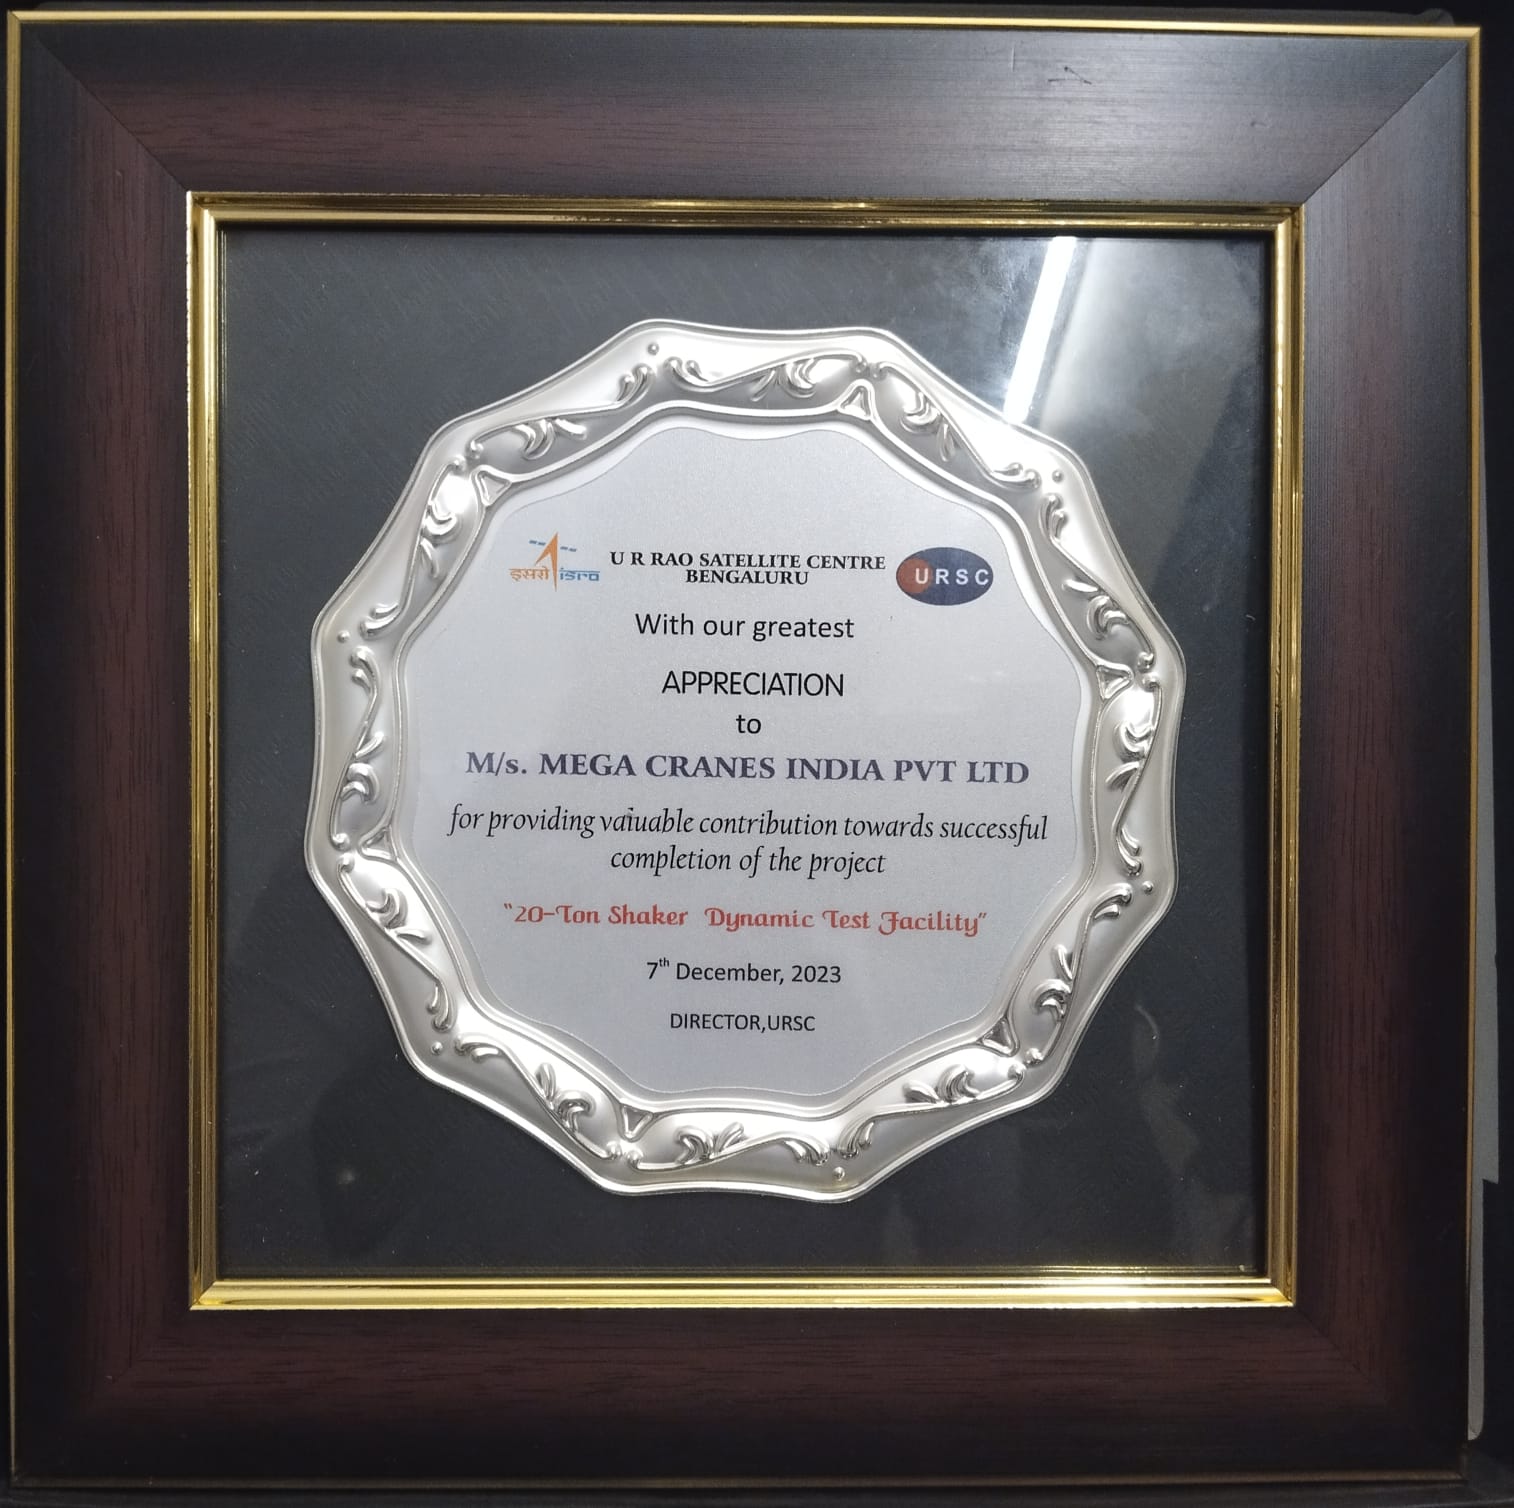 इसरो isro
U R RAO SATELLITE CENTRE
BENGALURU
URSC
With our greatest
APPRECIATION
to
M/s. MEGA CRANES INDIA PVT LTD
for providing valuable contribution towards successful
completion of the project
"20-Ton Shaker Dynamic Test Facility"
7th December, 2023
DIRECTOR,URSC